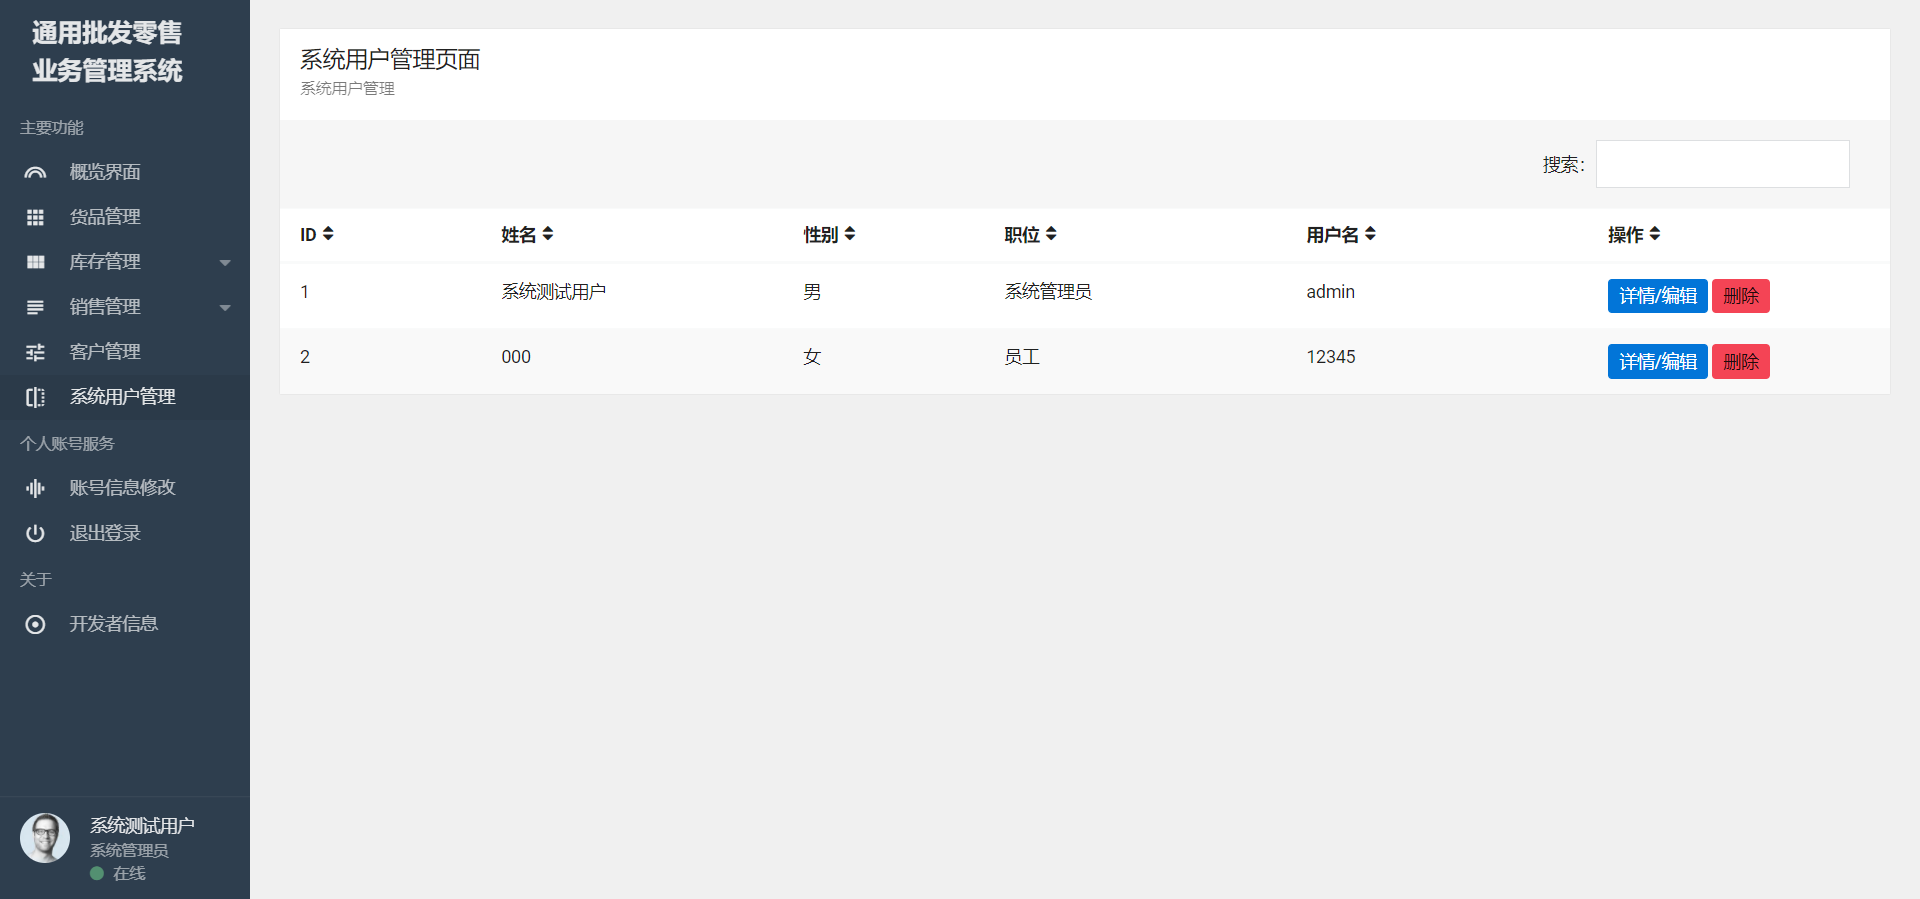 通用批发零售
业务管理系统
主要功能
概览界面
货品管理
库存管理
销售管理
客户管理
系统用户管理
个人账号服务
账号信息修改
退出登录
关于
开发者信息
系统测试用户
系统管理员
在线
系统用户管理页面
系统用户管理
搜索:
ID 姓名 性别 职位 用户名 操作
1 系统测试用户 男 系统管理员 admin 详情/编辑 删除
2 000 女 员工 12345 详情/编辑 删除